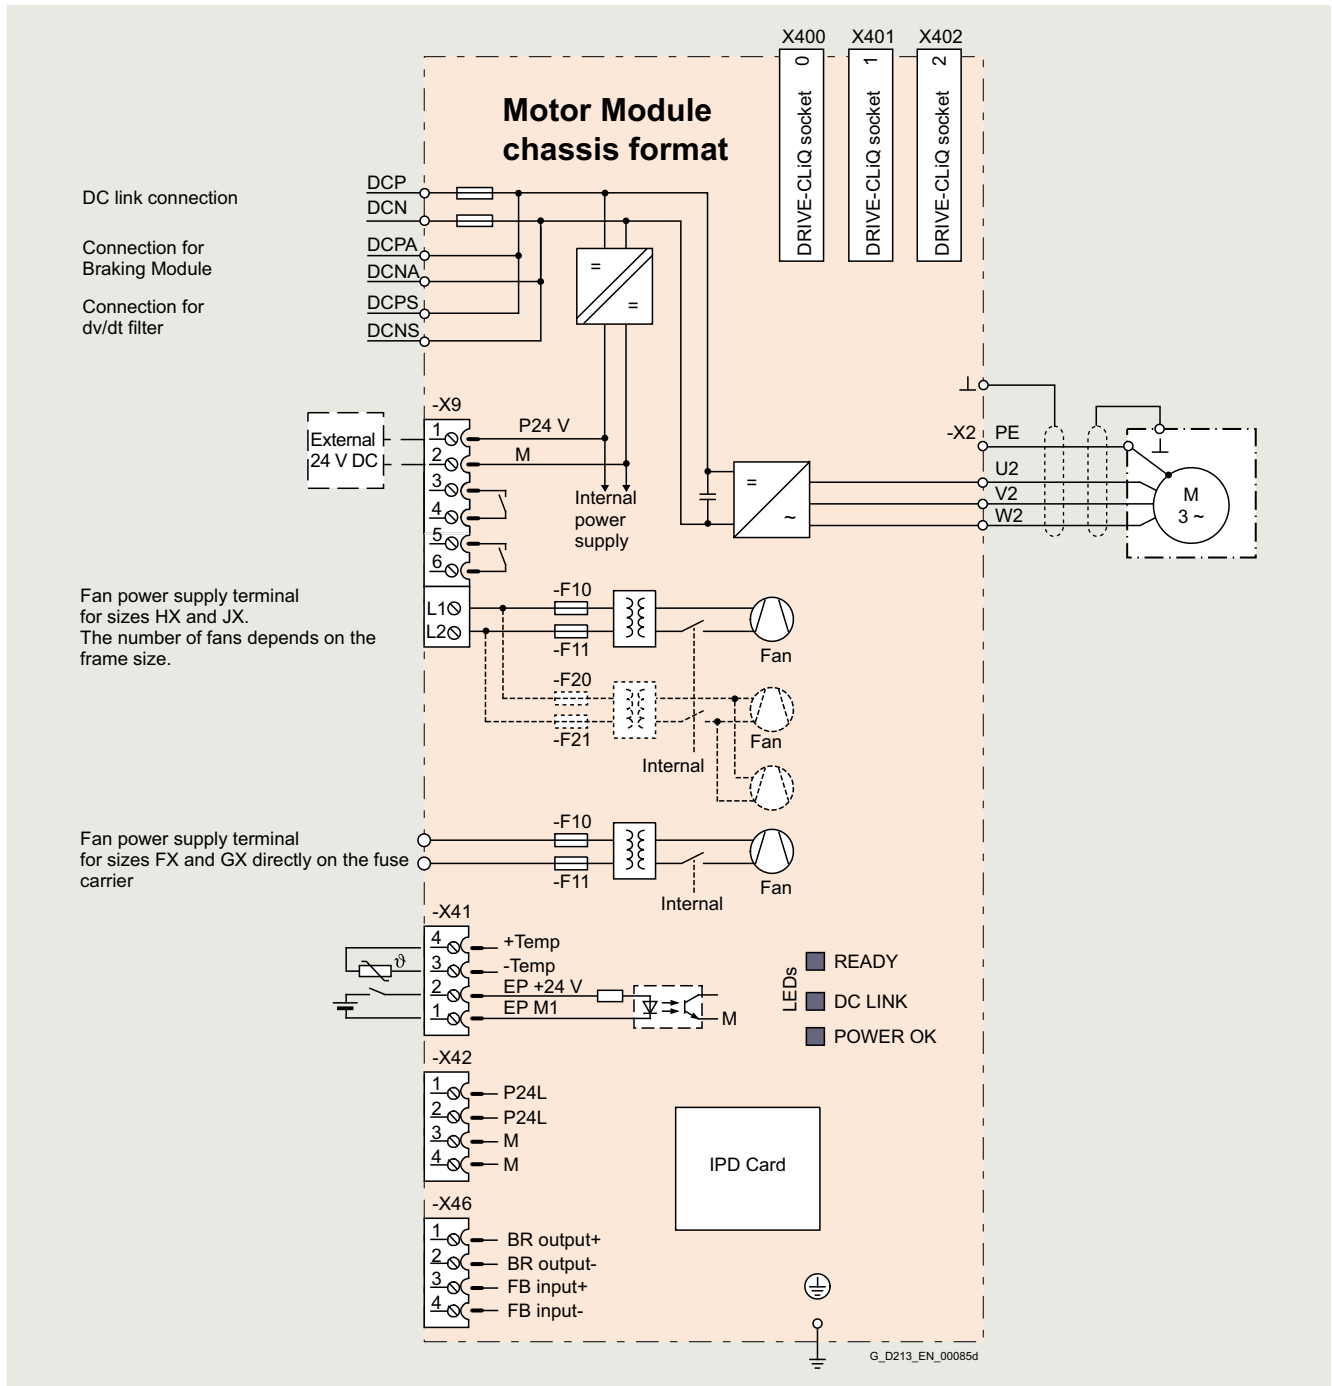 X400
X401
X402
0
DRIVE-CLiQ socket
1
DRIVE-CLiQ socket
2
DRIVE-CLiQ socket
Motor Module
chassis format
DC link connection
DCP
DCN
Connection for
Braking Module
DCPA
DCNA
Connection for
dv/dt filter
DCPS
DCNS
=
=
-X9
External
24 V DC
1
2
3
4
5
6
P24 V
M
Internal
power
supply
=
~
-X2
PE
U2
V2
W2
M
3 ~
Fan power supply terminal
for sizes HX and JX.
The number of fans depends on the
frame size.
L1
L2
-F10
-F11
Fan
-F20
-F21
Fan
Internal
Fan power supply terminal
for sizes FX and GX directly on the fuse
carrier
-F10
-F11
Fan
Internal
-X41
ϑ
4
3
2
1
+Temp
-Temp
EP +24 V
EP M1
M
LEDs
READY
DC LINK
POWER OK
-X42
1
2
3
4
P24L
P24L
M
M
IPD Card
-X46
1
2
3
4
BR output+
BR output-
FB input+
FB input-
G_D213_EN_00085d